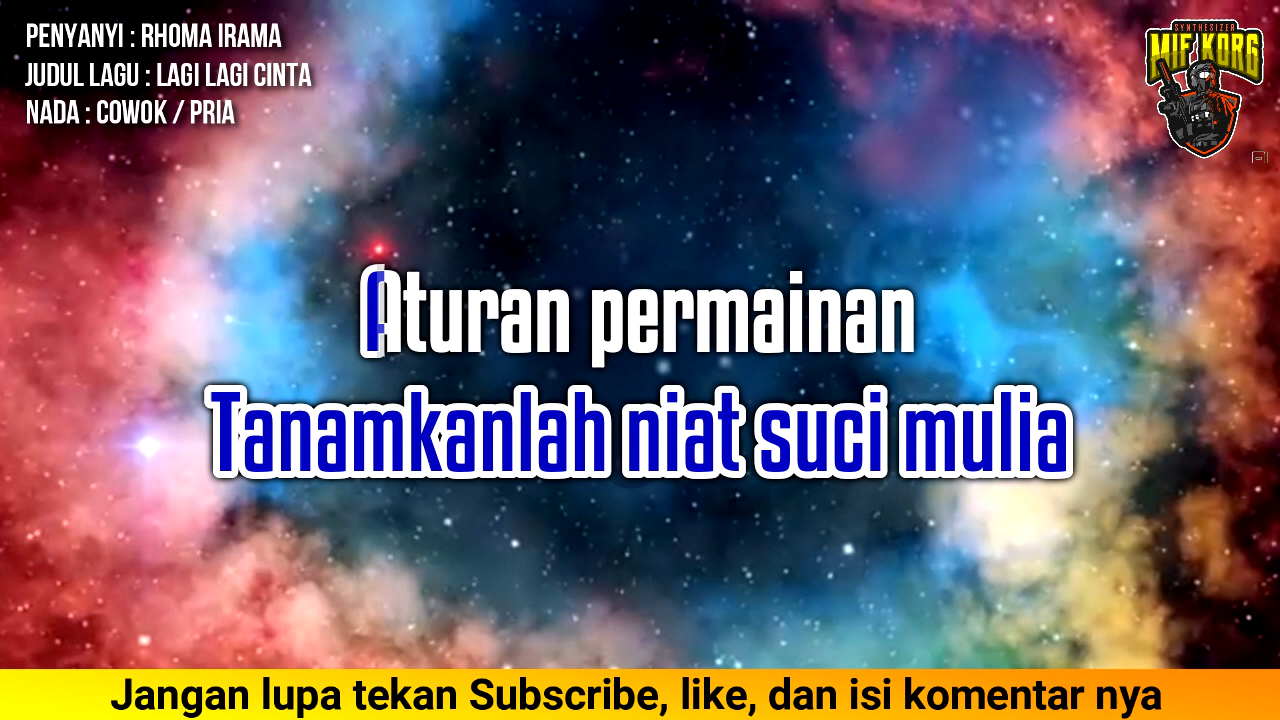 PENYANYI : RHOMA IRAMA
JUDUL LAGU : LAGI LAGI CINTA
NADA : COWOK / PRIA
SYNTHESIZER
MIF KORG
Aturan permainan
Tanamkanlah niat suci mulia
Jangan lupa tekan Subscribe, like, dan isi komentar nya